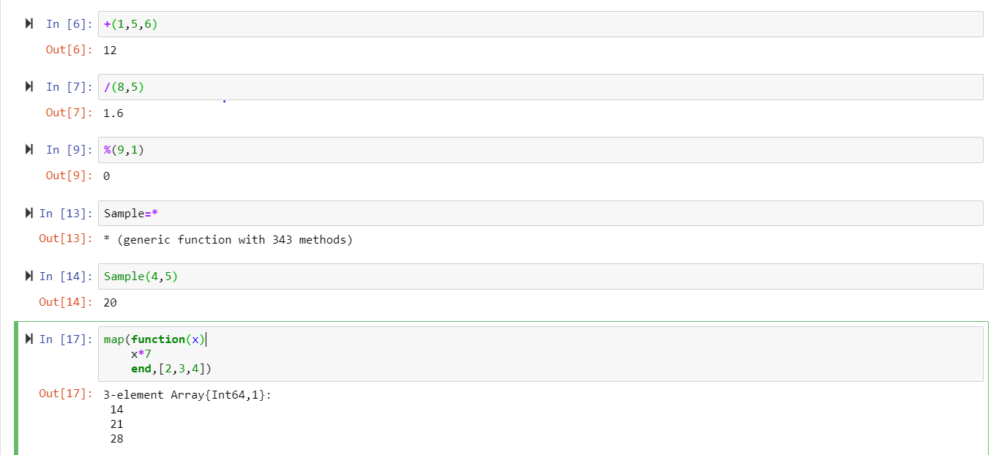 In [6]: +(1,5,6)
Out[6]: 12
In [7]: /(8,5)
Out[7]: 1.6
In [9]: %(9,1)
Out[9]: 0
In [13]: Sample=*
Out[13]: * (generic function with 343 methods)
In [14]: Sample(4,5)
Out[14]: 20
In [17]: map(function(x)
x*7
end,[2,3,4])
Out[17]: 3-element Array{Int64,1}:
14
21
28